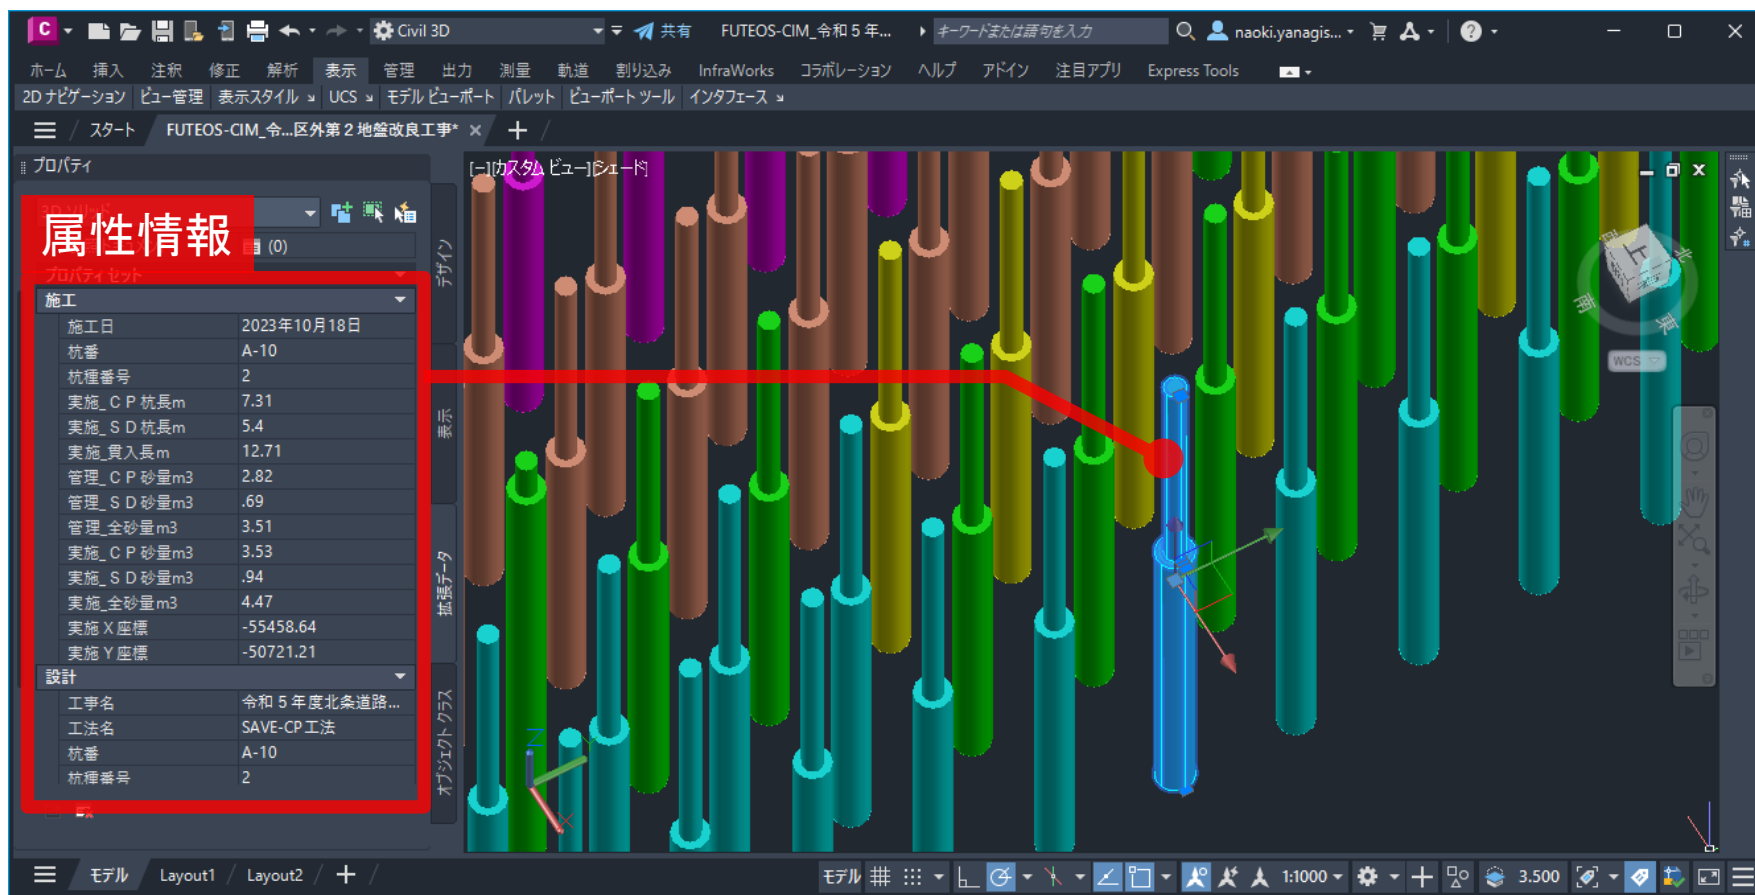 C Civil 3D 共有 FUTEOS-CIM_令和５年... キーワードまたは語句を入力 naoki.yanagis...
ホーム 挿入 注釈 修正 解析 表示 管理 出力 測量 軌道 割り込み InfraWorks コラボレーション ヘルプ アドイン 注目アプリ Express Tools
2D ナビゲーション ビュー管理 表示スタイル UCS モデル ビューポート パレット ビューポート ツール インタフェース
スタート FUTEOS-CIM_令...区外第２地盤改良工事*
プロパティ
[−][カスタム ビュー][シェード]
3D ソリッド
属性情報
(0)
プロパティ セット
施工
施工日 2023年10月18日
杭番 A-10
杭種番号 2
実施_ＣＰ杭長m 7.31
実施_ＳＤ杭長m 5.4
実施_貫入長m 12.71
管理_ＣＰ砂量m3 2.82
管理_ＳＤ砂量m3 .69
管理_全砂量m3 3.51
実施_ＣＰ砂量m3 3.53
実施_ＳＤ砂量m3 .94
実施_全砂量m3 4.47
実施Ｘ座標 -55458.64
実施Ｙ座標 -50721.21
設計
工事名 令和５年度北条道路...
工法名 SAVE-CP工法
杭番 A-10
杭種番号 2
デザイン
表示
拡張データ
オブジェクト クラス
上
北
南
東
WCS
Z
X
モデル Layout1 Layout2
モデル 1:1000 3.500